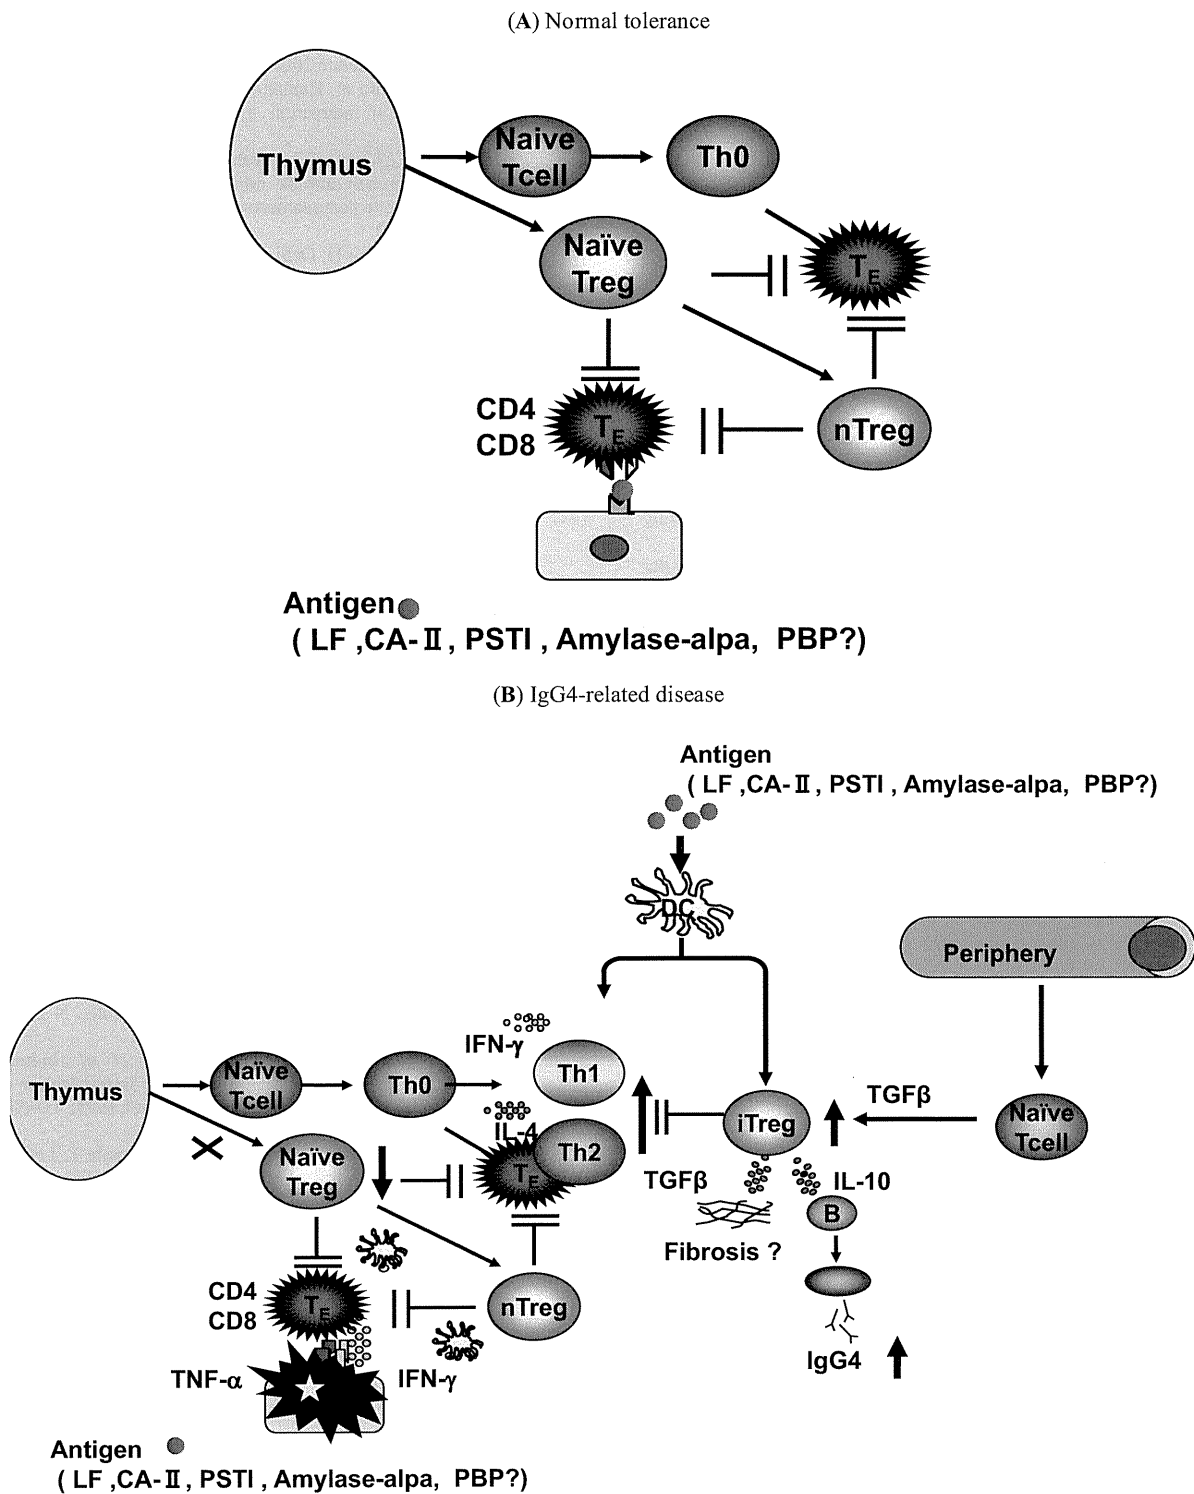 (A) Normal tolerance
Thymus
Naive
Tcell
Th0
Naïve
Treg
TE
CD4
CD8
TE
nTreg
Antigen
( LF ,CA-Ⅱ, PSTI , Amylase-alpa, PBP?)
(B) IgG4-related disease
Antigen
( LF ,CA-Ⅱ, PSTI , Amylase-alpa, PBP?)
DC
Periphery
IFN-γ
Thymus
Naïve
Tcell
Th0
Th1
iTreg
TGFβ
Naïve
Tcell
IL-4
Naïve
Treg
TE
Th2
TGFβ
IL-10
B
Fibrosis ?
CD4
CD8
TE
nTreg
IgG4
TNF-α
IFN-γ
Antigen
( LF ,CA-Ⅱ, PSTI , Amylase-alpa, PBP?)